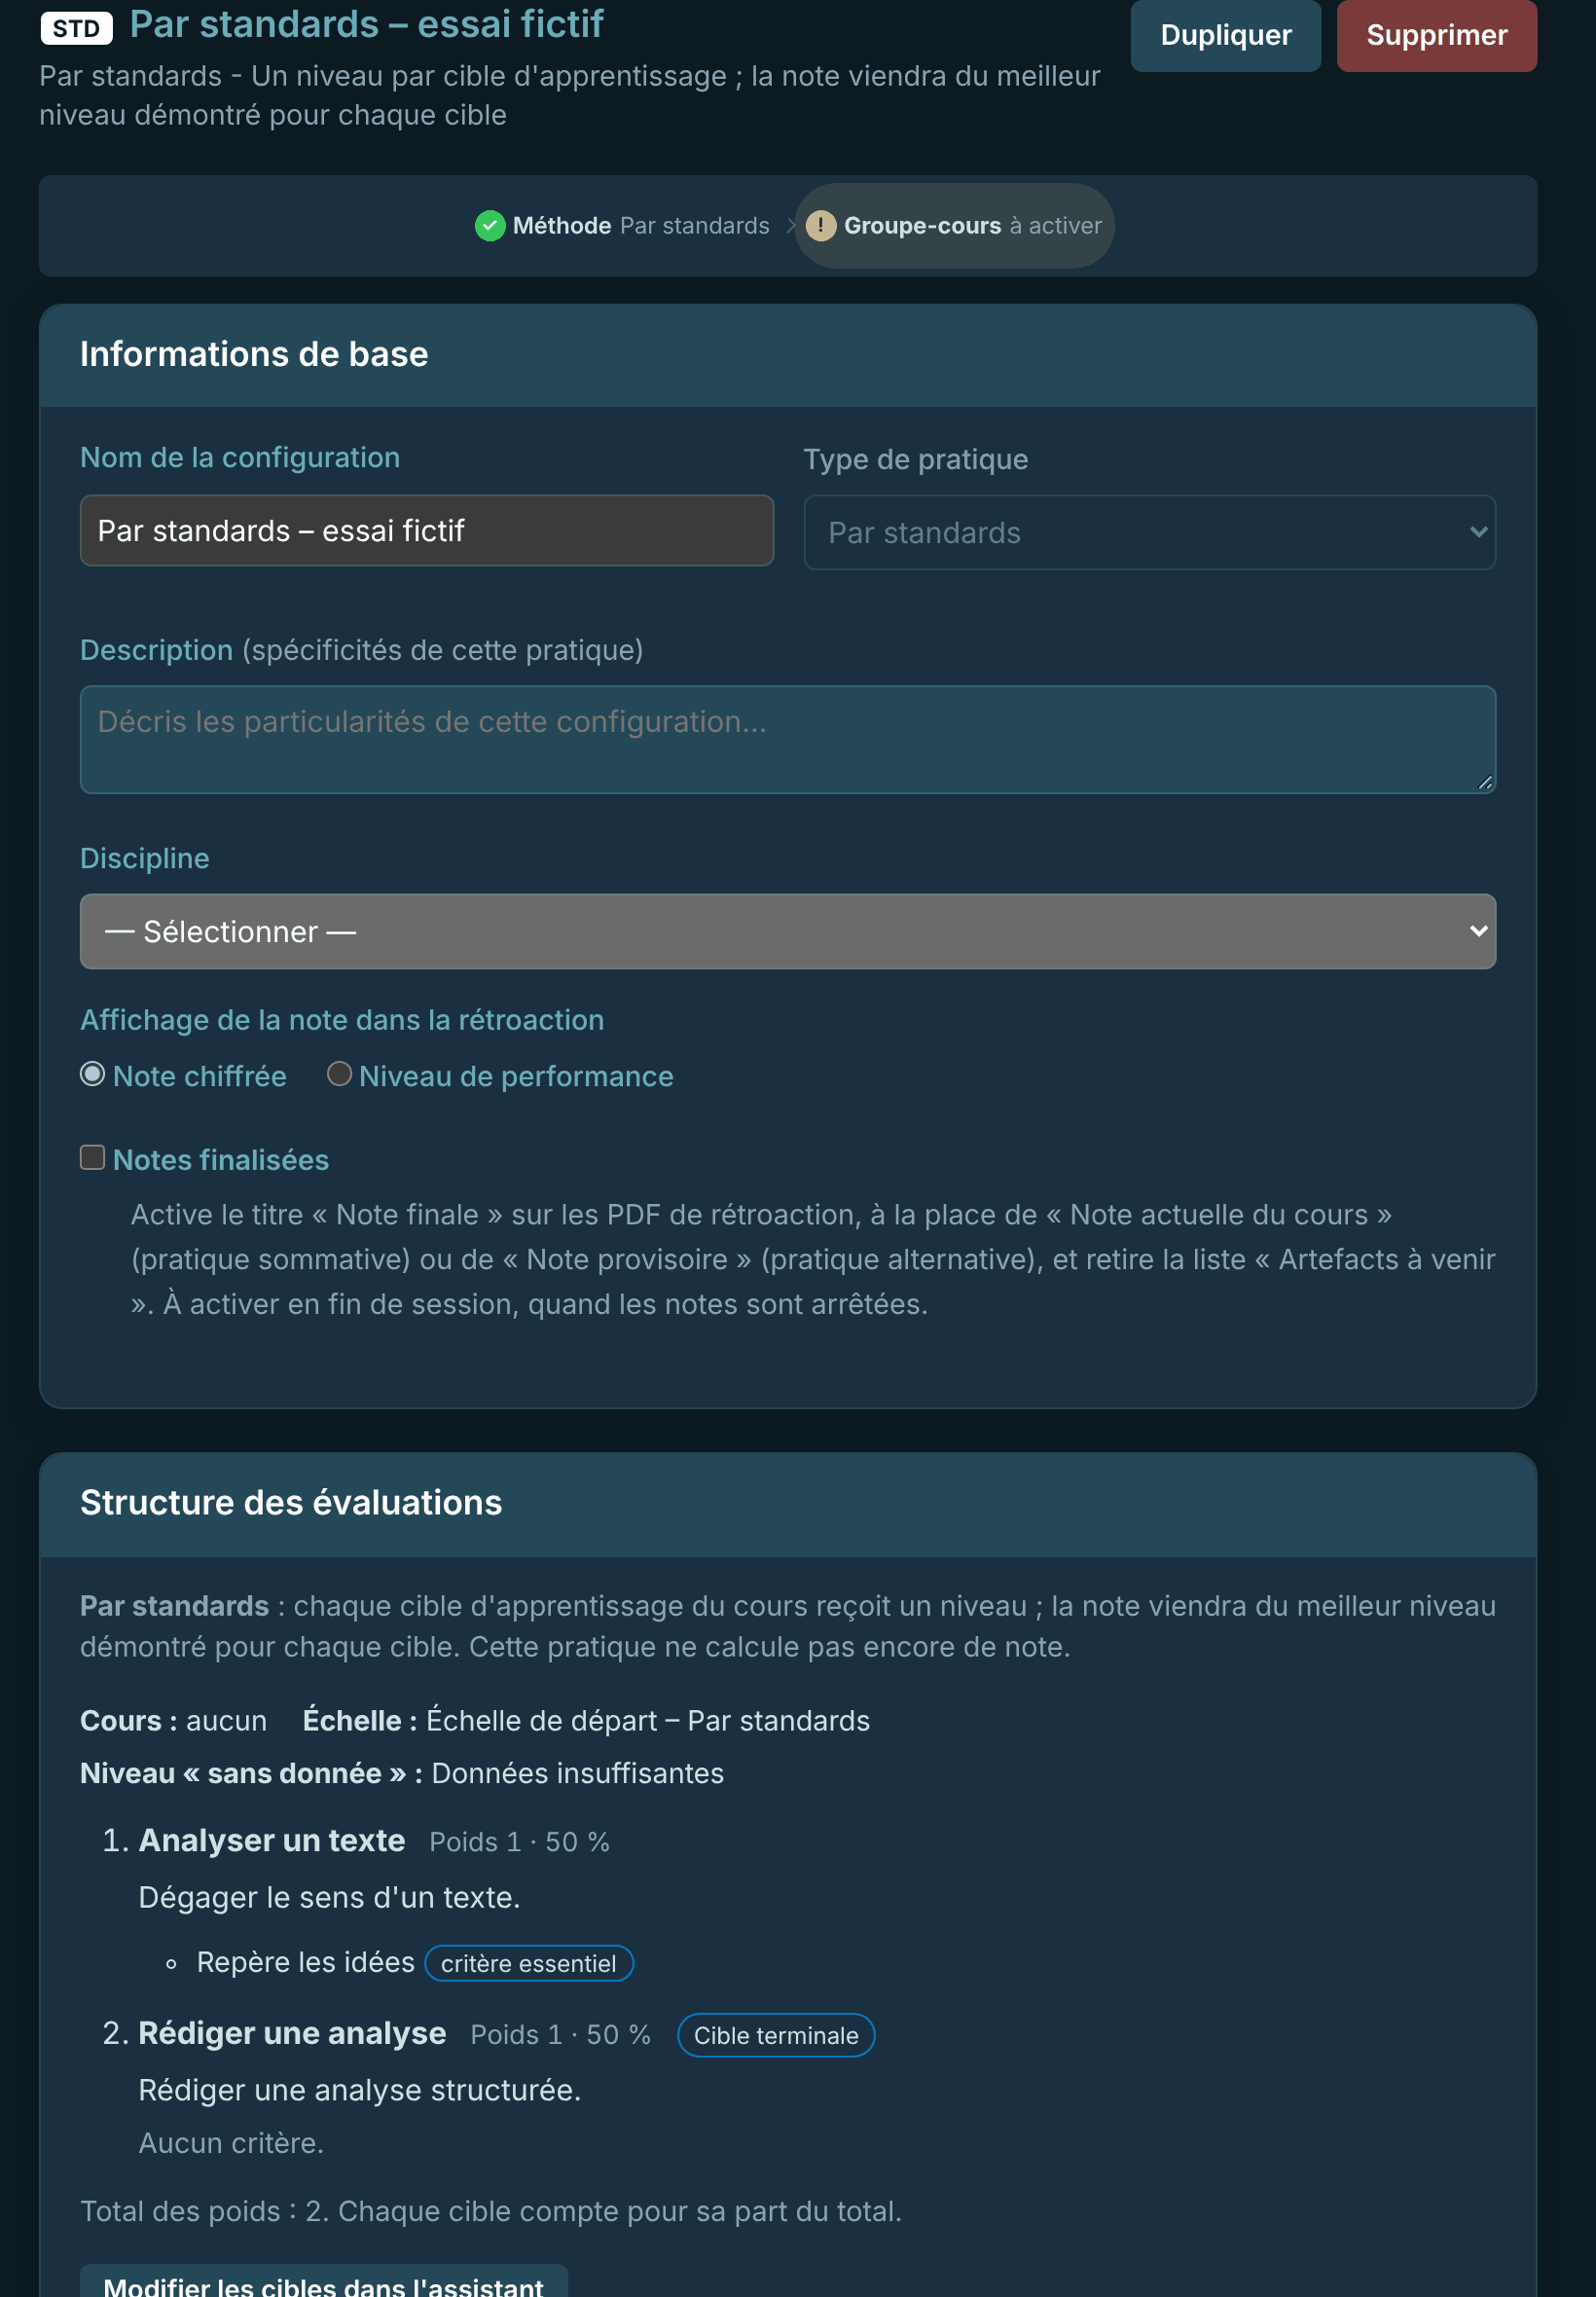 STD Par standards – essai fictif
Dupliquer
Supprimer
Par standards - Un niveau par cible d'apprentissage ; la note viendra du meilleur
niveau démontré pour chaque cible
Méthode Par standards
! Groupe-cours à activer
Informations de base
Nom de la configuration
Type de pratique
Par standards – essai fictif
Par standards
Description (spécificités de cette pratique)
Décris les particularités de cette configuration...
Discipline
— Sélectionner —
Affichage de la note dans la rétroaction
Note chiffrée
Niveau de performance
Notes finalisées
Active le titre « Note finale » sur les PDF de rétroaction, à la place de « Note actuelle du cours »
(pratique sommative) ou de « Note provisoire » (pratique alternative), et retire la liste « Artefacts à venir
». À activer en fin de session, quand les notes sont arrêtées.
Structure des évaluations
Par standards : chaque cible d'apprentissage du cours reçoit un niveau ; la note viendra du meilleur niveau
démontré pour chaque cible. Cette pratique ne calcule pas encore de note.
Cours : aucun Échelle : Échelle de départ – Par standards
Niveau « sans donnée » : Données insuffisantes
1. Analyser un texte Poids 1 · 50 %
Dégager le sens d'un texte.
Repère les idées critère essentiel
2. Rédiger une analyse Poids 1 · 50 % Cible terminale
Rédiger une analyse structurée.
Aucun critère.
Total des poids : 2. Chaque cible compte pour sa part du total.
Modifier les cibles dans l'assistant